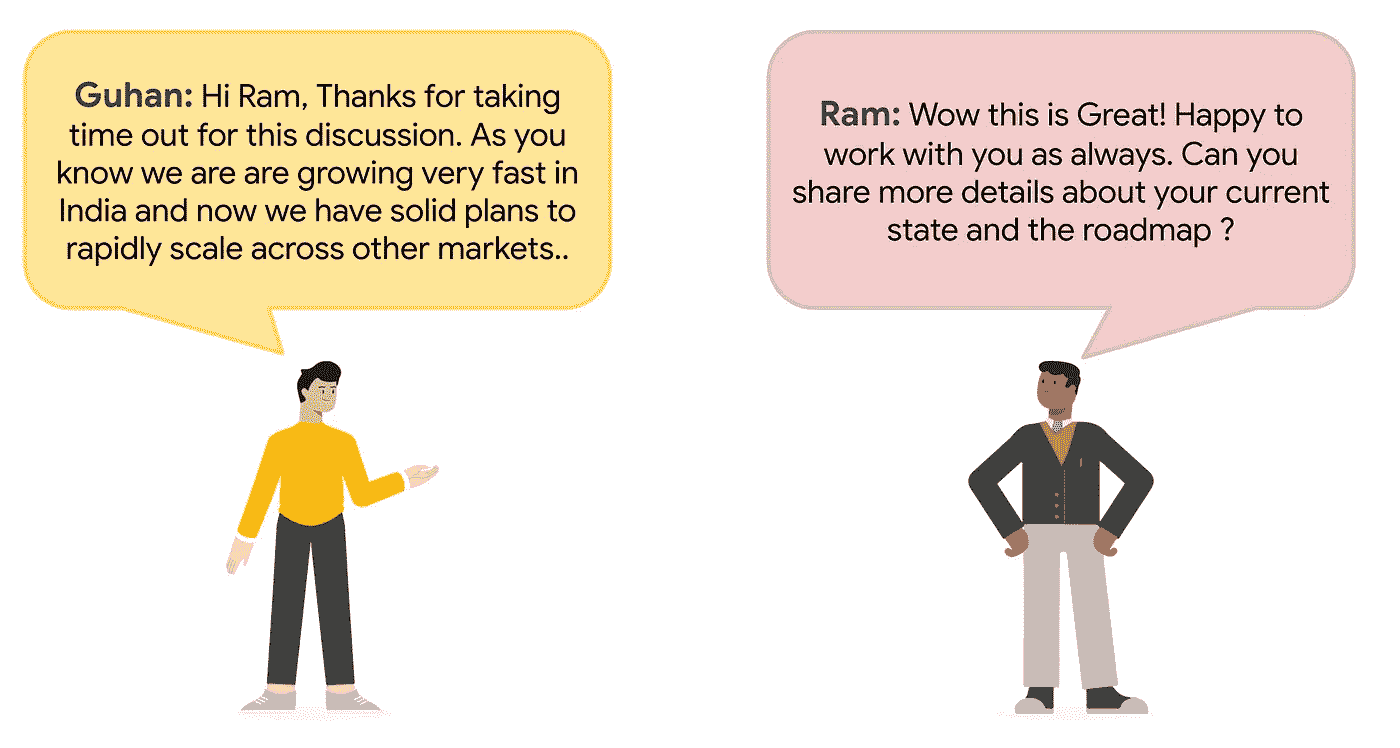 Guhan: Hi Ram, Thanks for taking
time out for this discussion. As you
know we are are growing very fast in
India and now we have solid plans to
rapidly scale across other markets..
Ram: Wow this is Great! Happy to
work with you as always. Can you
share more details about your current
state and the roadmap ?